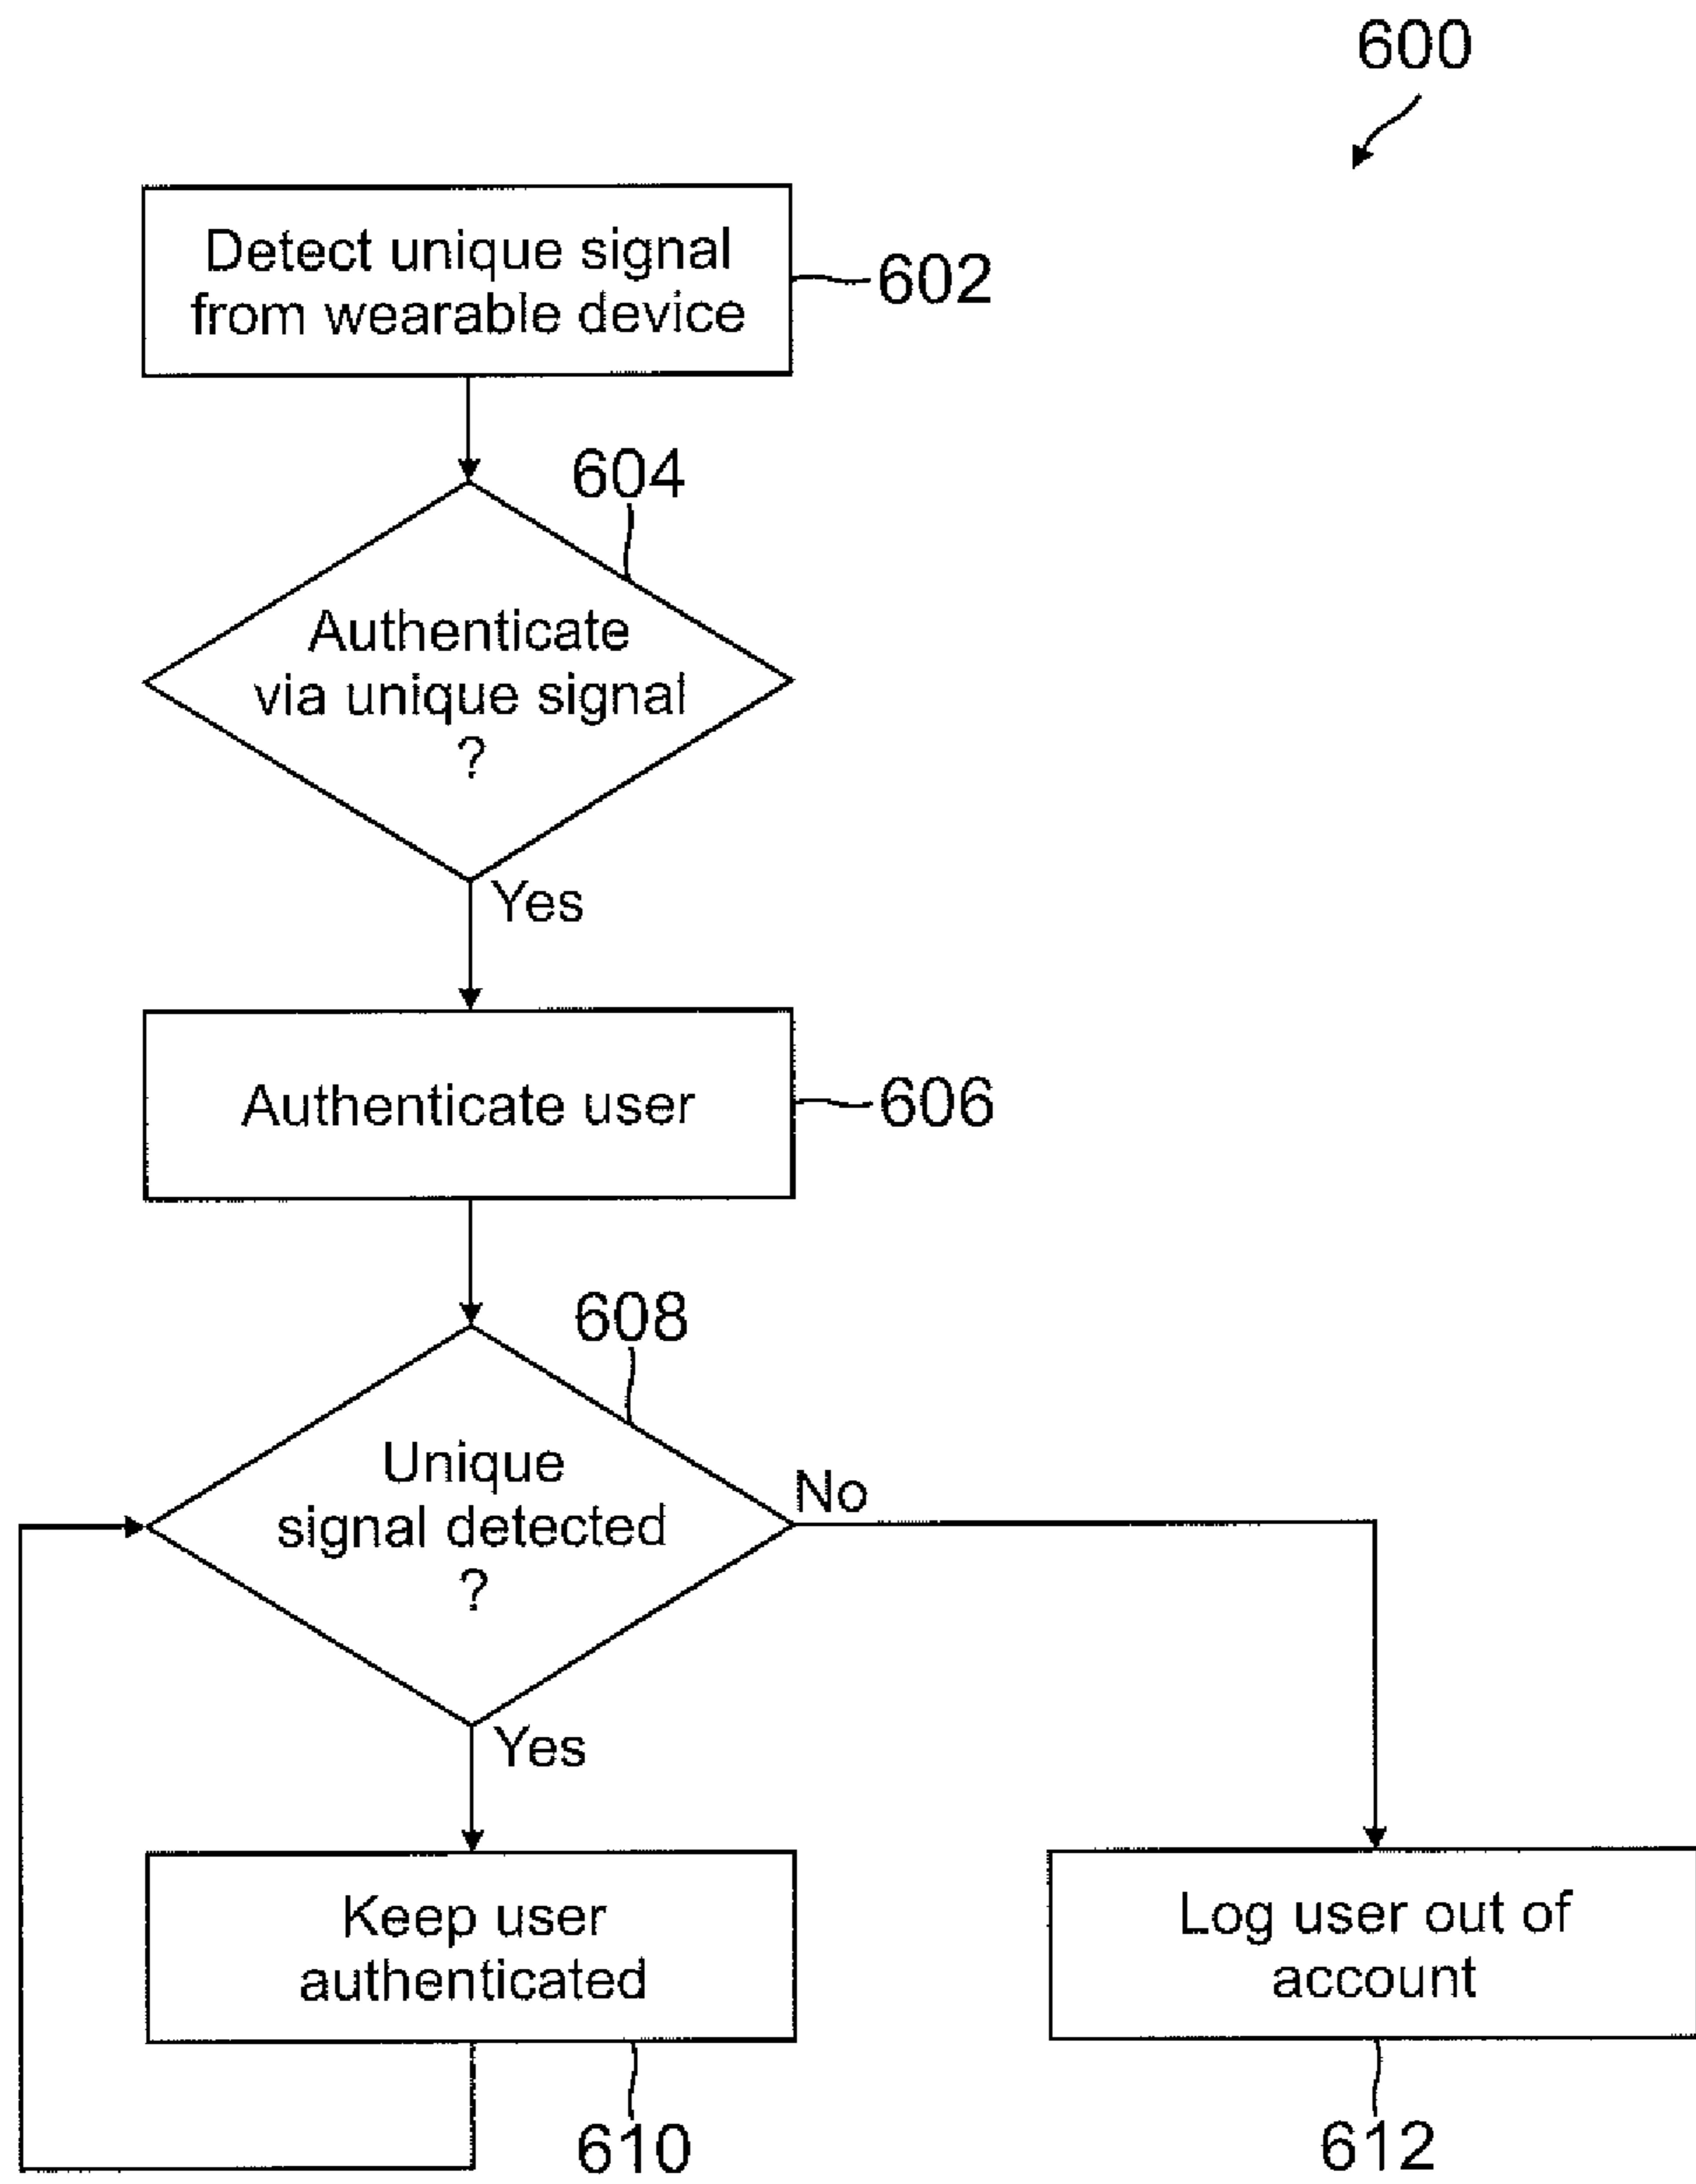 600
Detect unique signal
from wearable device
602
604
Authenticate
via unique signal
?
Yes
Authenticate user
606
608
Unique
signal detected
?
No
Yes
Keep user
authenticated
Log user out of
account
610
612